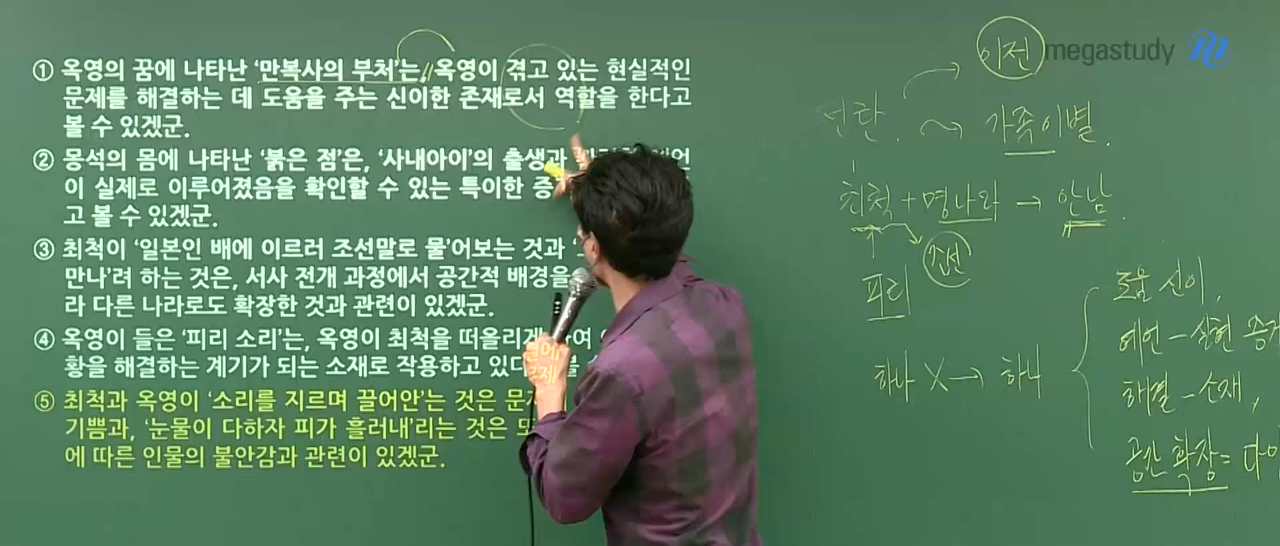 ① 옥영의 꿈에 나타난 ‘만복사의 부처’는, 옥영이 겪고 있는 현실적인
문제를 해결하는 데 도움을 주는 신이한 존재로서 역할을 한다고
볼 수 있겠군.
② 몽석의 몸에 나타난 ‘붉은 점’은, ‘사내아이’의 출생과
이 실제로 이루어졌음을 확인할 수 있는 특이한 증
고 볼 수 있겠군.
③ 최척이 ‘일본인 배에 이르러 조선말로 물’어보는 것과
만나’려 하는 것은, 서사 전개 과정에서 공간적 배경을
라 다른 나라로도 확장한 것과 관련이 있겠군.
④ 옥영이 들은 ‘피리 소리’는, 옥영이 최척을 떠올리게
황을 해결하는 계기가 되는 소재로 작용하고 있다
⑤ 최척과 옥영이 ‘소리를 지르며 끌어안’는 것은 문
기쁨과, ‘눈물이 다하자 피가 흘러내’리는 것은 또
에 따른 인물의 불안감과 관련이 있겠군.
이전
megastudy
전란 → 가족이별
최척 + 명나라 → 안남
조선
피리
하나 X → 하나
도움 신이,
예언 – 실현 증거
해결 – 소재,
공간 확장 =